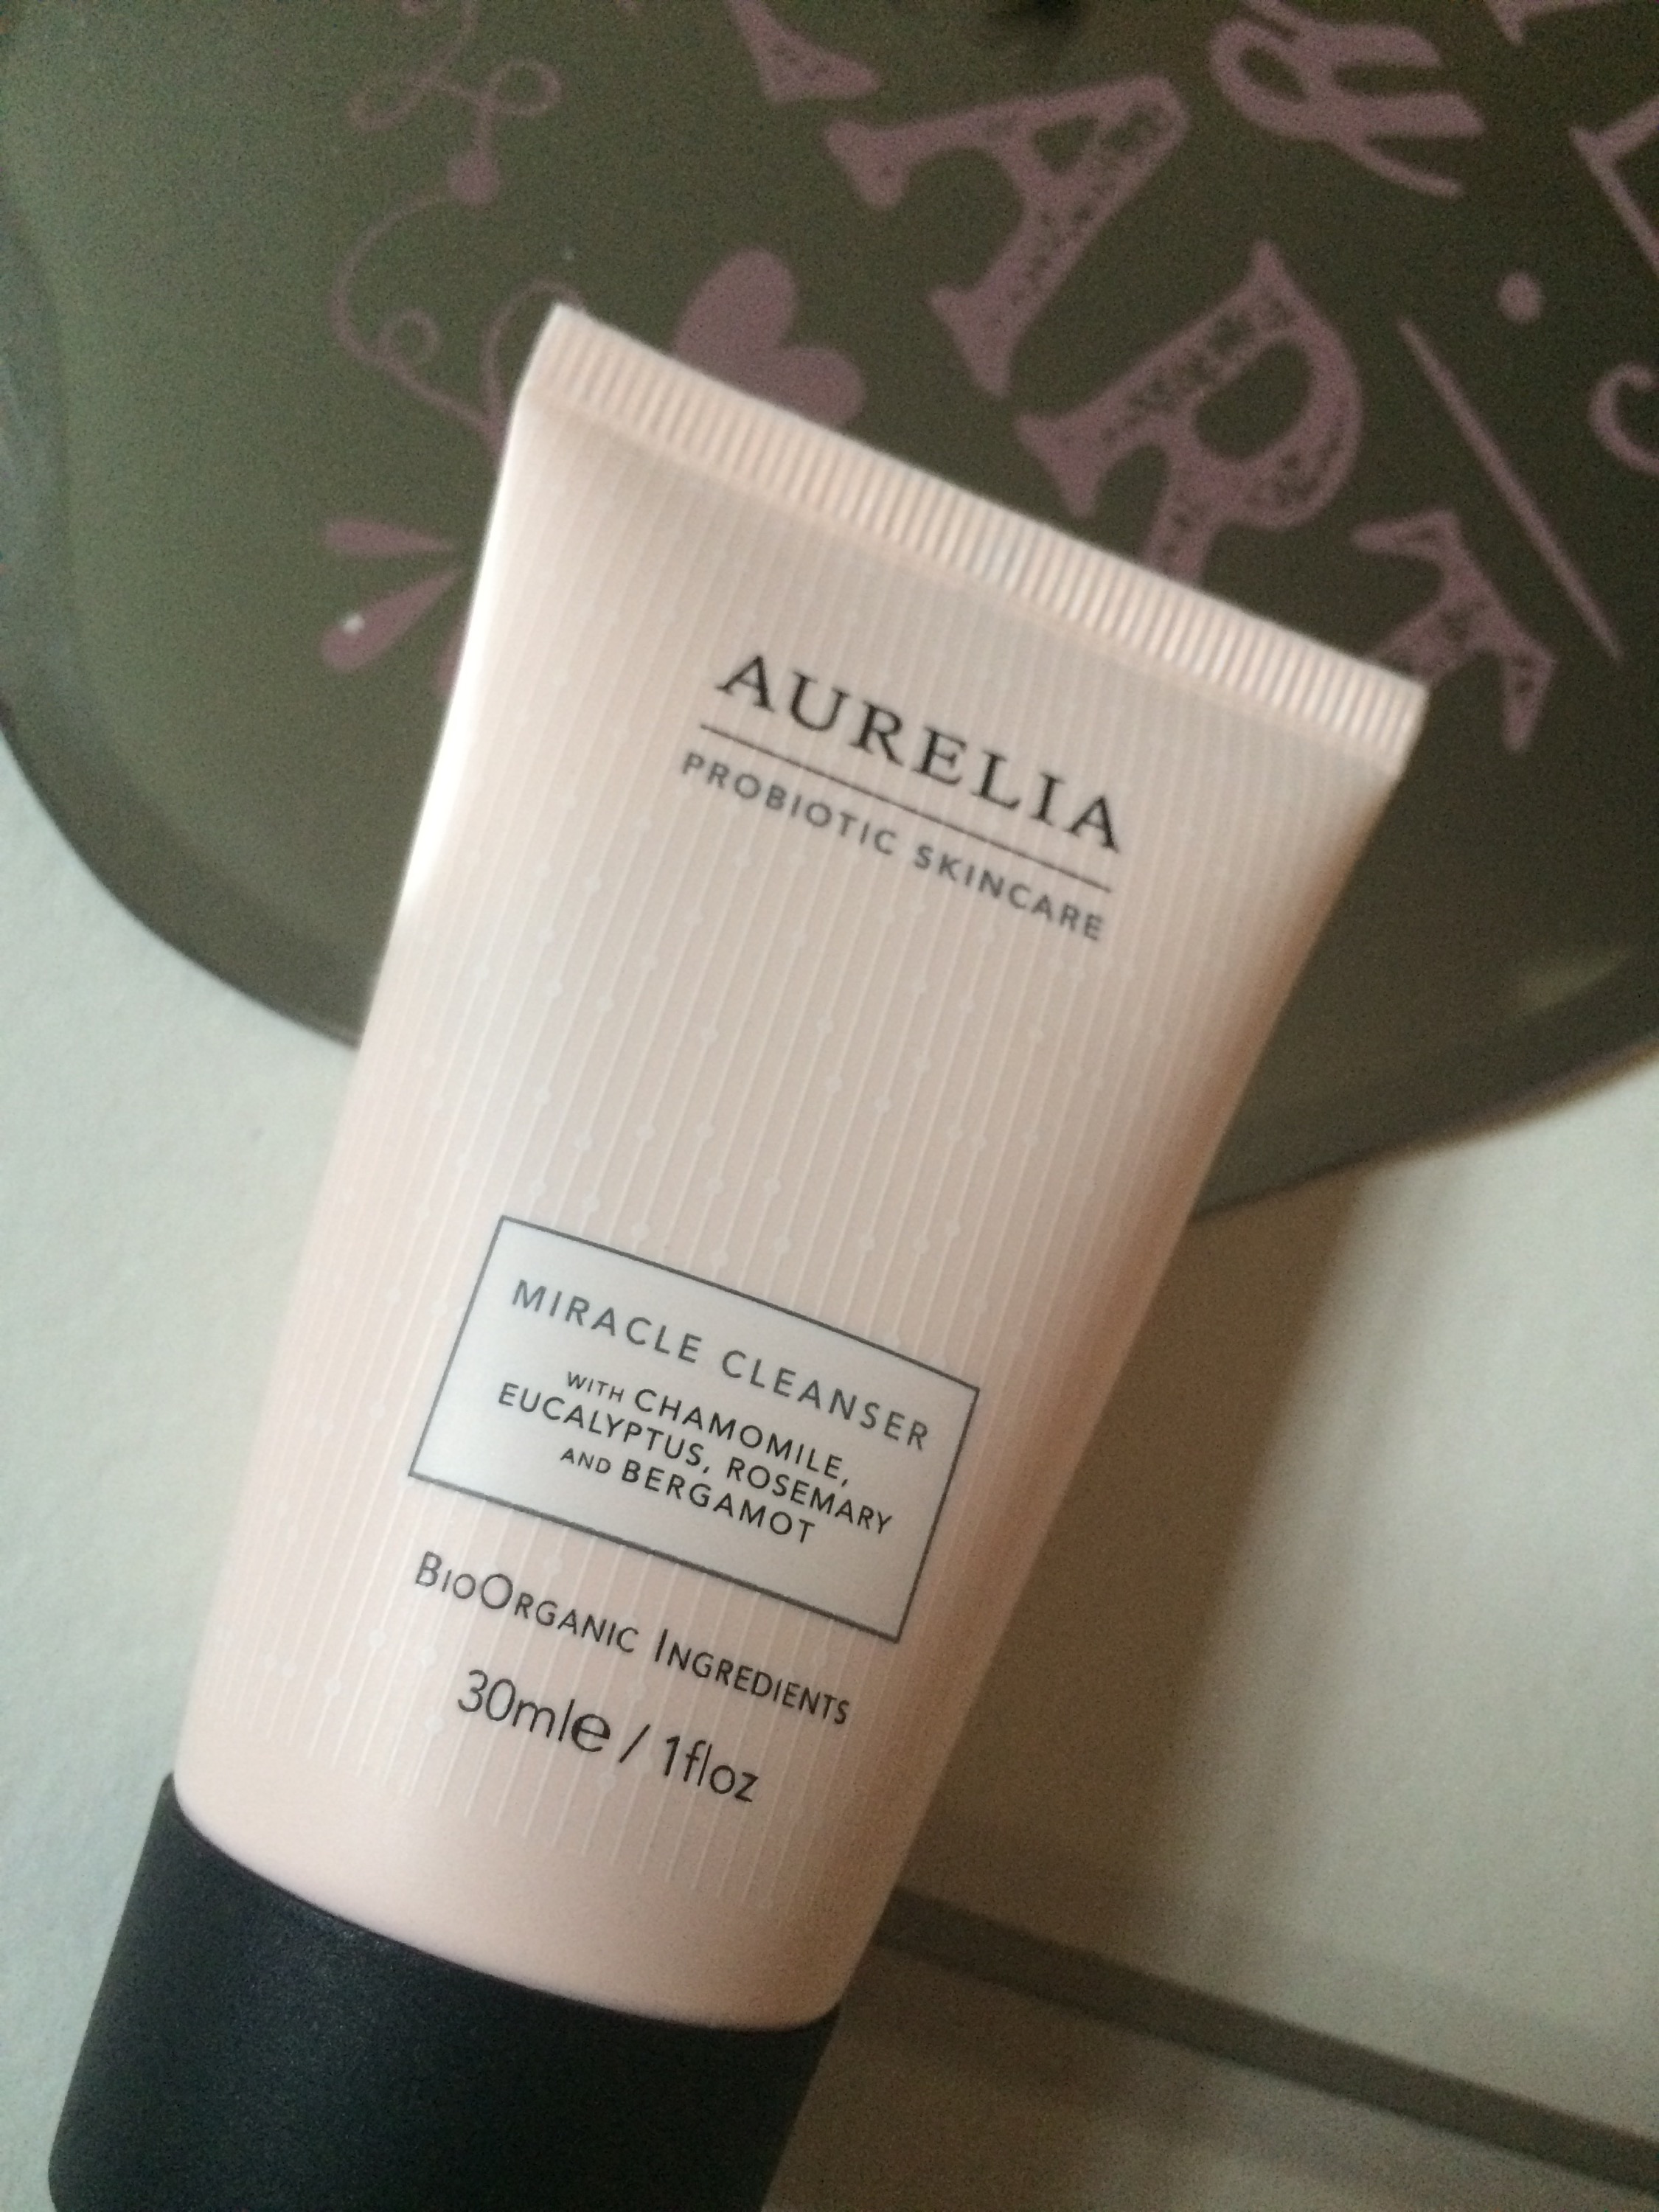 AURELIA
PROBIOTIC SKINCARE
MIRACLE CLEANSER
WITH CHAMOMILE,
EUCALYPTUS, ROSEMARY
AND BERGAMOT
BIOORGANIC INGREDIENTS
30mle / 1floz